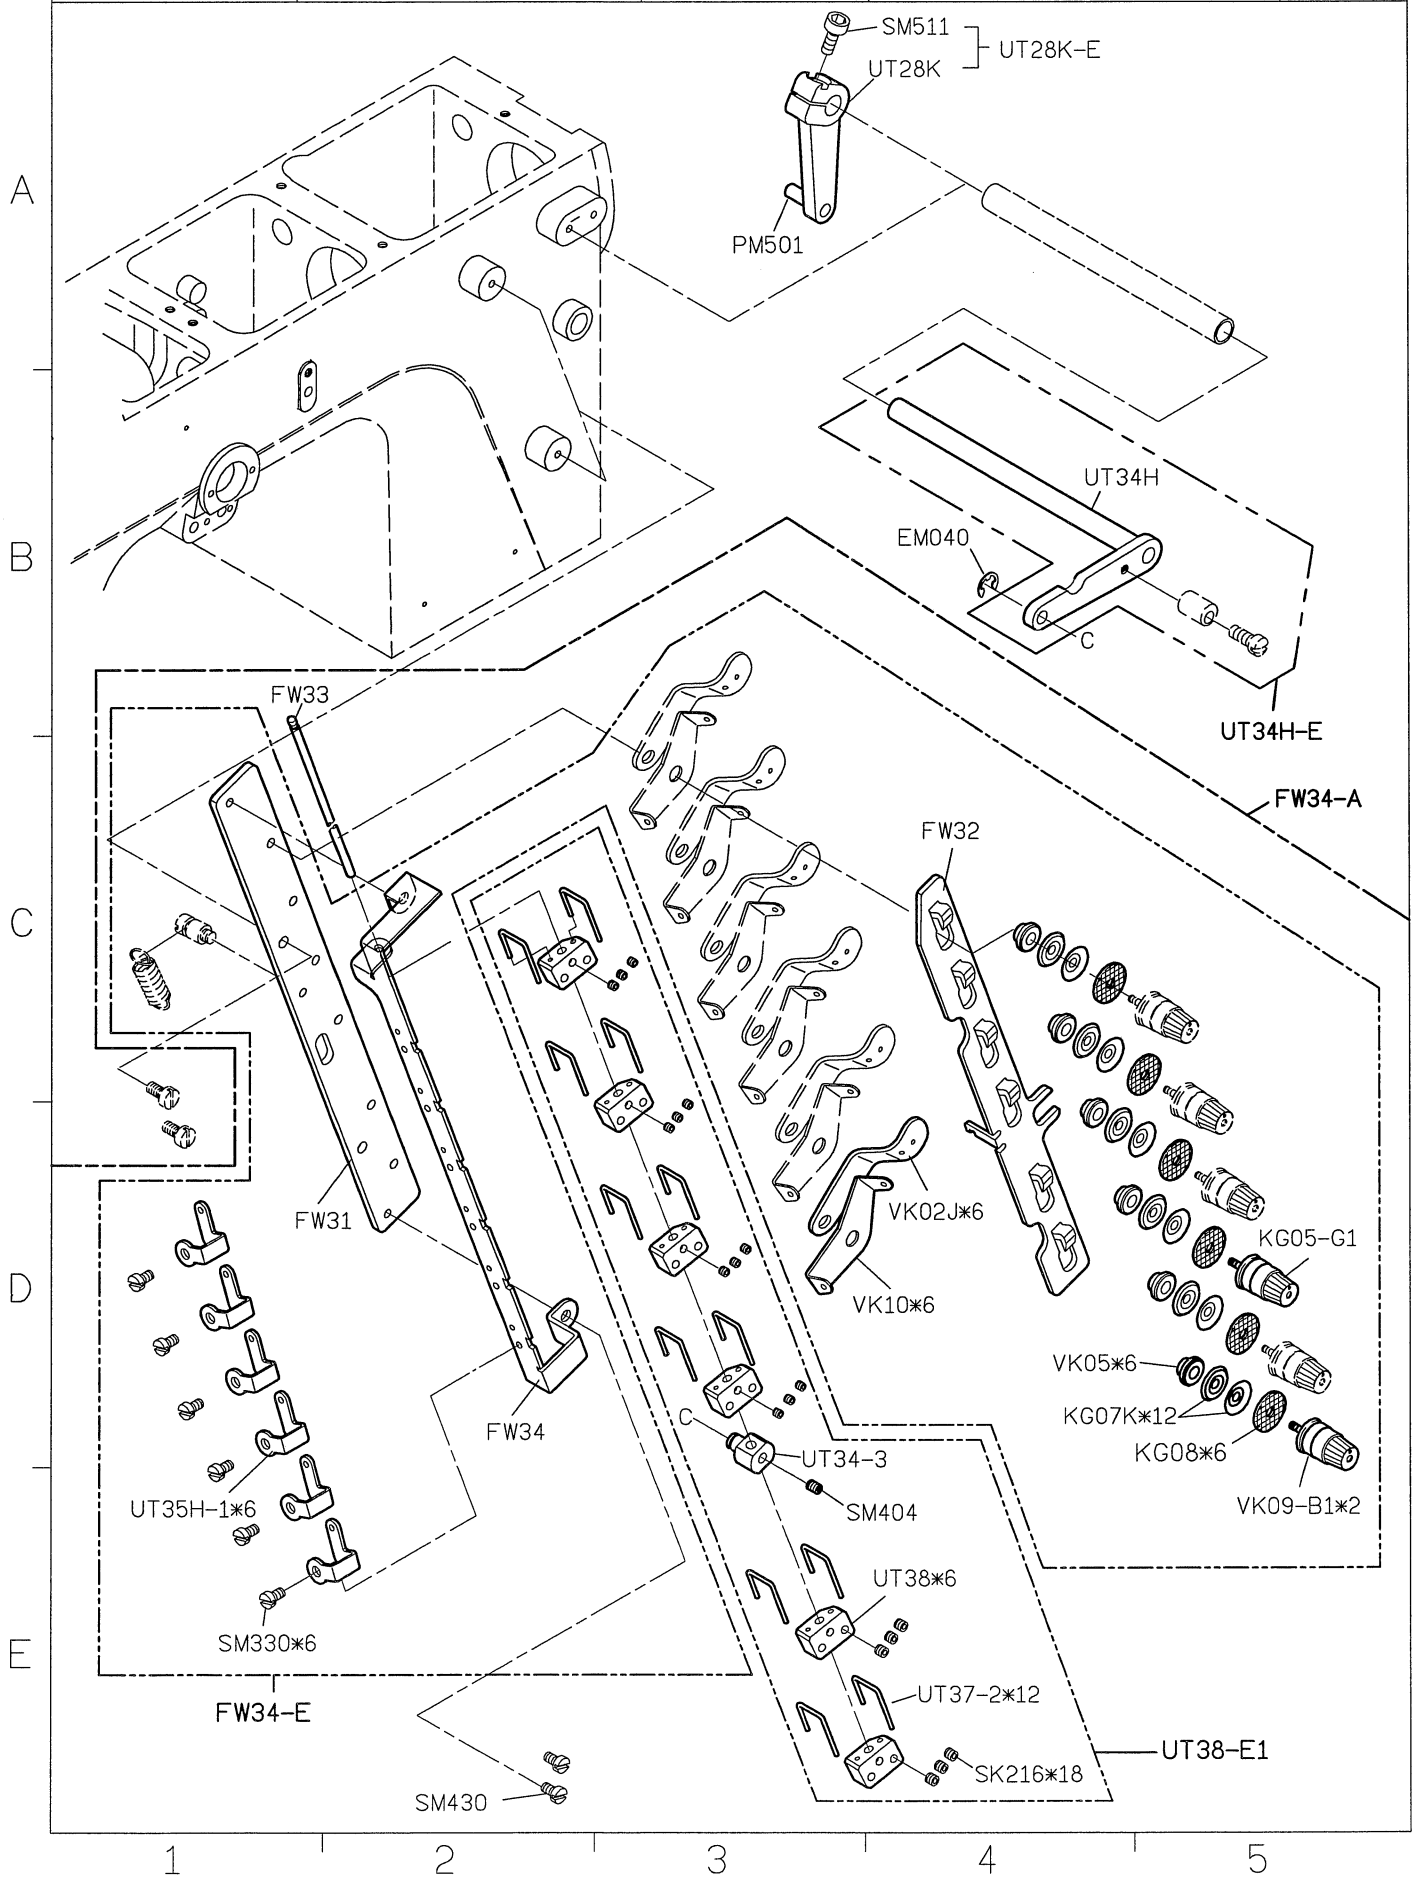 SM511
UT28K-E
UT28K
A
PM501
UT34H
EM040
B
C
FW33
UT34H-E
FW34-A
FW32
C
FW31
VK02J*6
KG05-G1
D
VK10*6
VK05*6
FW34
KG07K*12
C
KG08*6
UT34-3
UT35H-1*6
VK09-B1*2
SM404
UT38*6
SM330*6
E
UT37-2*12
FW34-E
UT38-E1
SK216*18
SM430
1 2 3 4 5